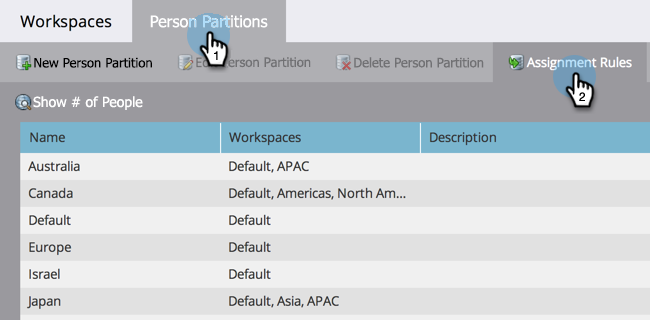 Workspaces Person Partitions
1
New Person Partition Edit Person Partition Delete Person Partition Assignment Rules
2
Show # of People
Name Workspaces Description
Australia Default, APAC
Canada Default, Americas, North Am...
Default Default
Europe Default
Israel Default
Japan Default, Asia, APAC